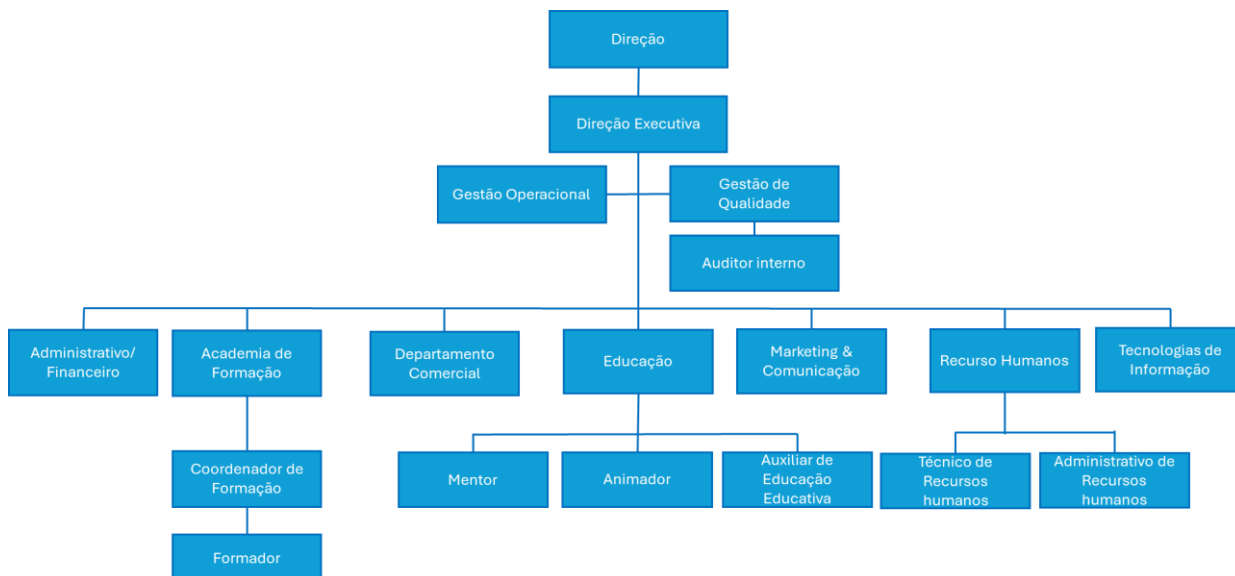 Direção
Direção Executiva
Gestão Operacional
Gestão de
Qualidade
Auditor interno
Administrativo/
Financeiro
Academia de
Formação
Departamento
Comercial
Educação
Marketing &
Comunicação
Recurso Humanos
Tecnologias de
Informação
Coordenador de
Formação
Mentor
Animador
Auxiliar de
Educação
Educativa
Técnico de
Recursos
humanos
Administrativo de
Recursos
humanos
Formador